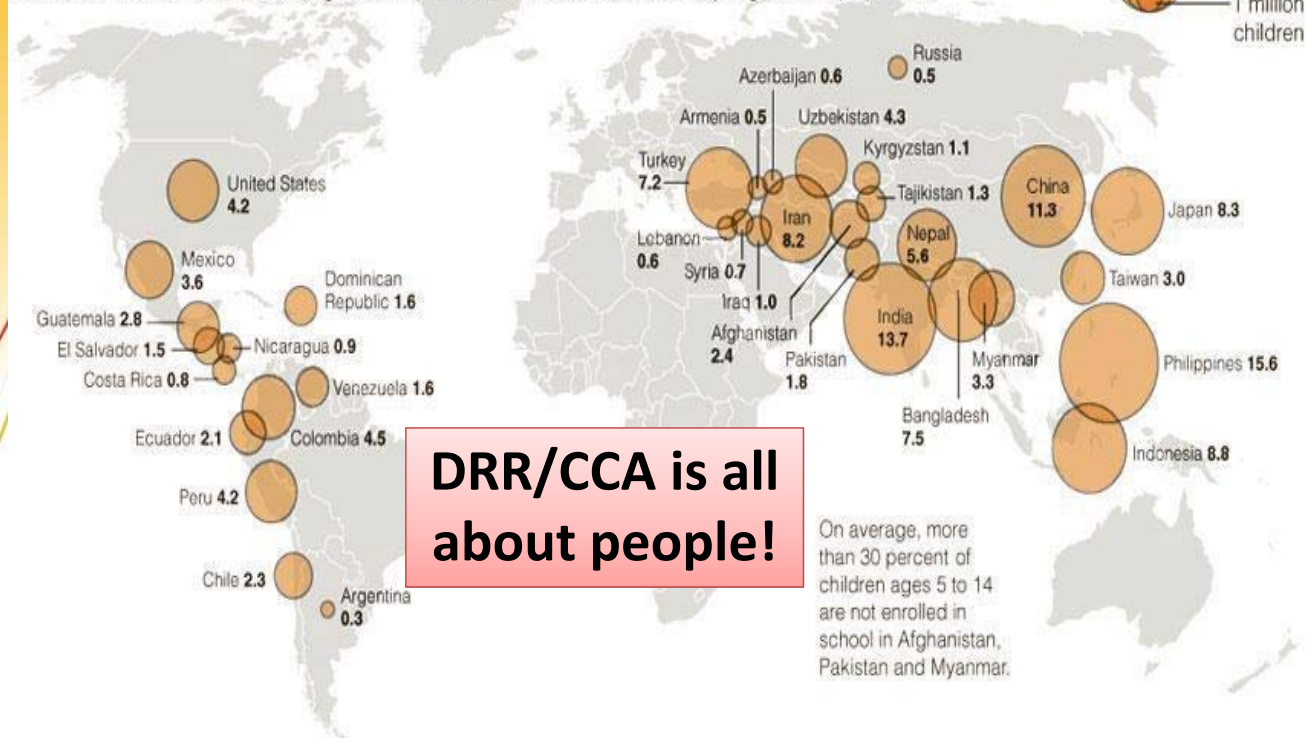 1 million
children
Russia
0.5
Azerbaijan 0.6
Armenia 0.5
Uzbekistan 4.3
Kyrgyzstan 1.1
Turkey
7.2
Tajikistan 1.3
China
11.3
Japan 8.3
United States
4.2
Iran
8.2
Nepal
5.6
Lebanon
0.6
Syria 0.7
Iraq 1.0
Taiwan 3.0
Mexico
3.6
Dominican
Republic 1.6
Guatemala 2.8
El Salvador 1.5
Nicaragua 0.9
Costa Rica 0.8
Venezuela 1.6
Afghanistan
2.4
Pakistan
1.8
India
13.7
Myanmar
3.3
Philippines 15.6
Bangladesh
7.5
Ecuador 2.1
Colombia 4.5
Indonesia 8.8
Peru 4.2
DRR/CCA is all
about people!
Chile 2.3
Argentina
0.3
On average, more
than 30 percent of
children ages 5 to 14
are not enrolled in
school in Afghanistan,
Pakistan and Myanmar.